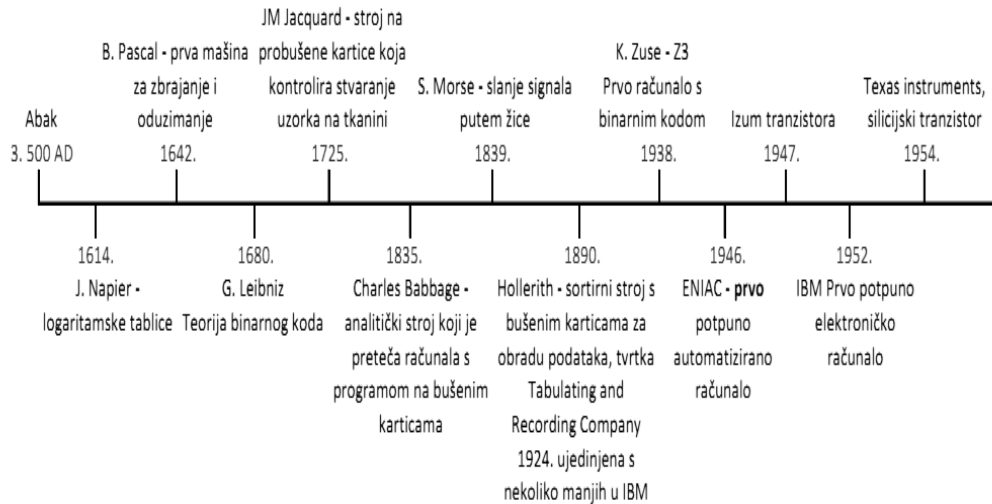 Abak
3. 500 AD
1614.
J. Napier -
logaritamske tablice
B. Pascal - prva mašina
za zbrajanje i
oduzimanje
1642.
1680.
G. Leibniz
Teorija binarnog koda
JM Jacquard - stroj na
probušene kartice koja
kontrolira stvaranje
uzorka na tkanini
1725.
1835.
Charles Babbage -
analitički stroj koji je
preteča računala s
programom na bušenim
karticama
S. Morse - slanje signala
putem žice
1839.
1890.
Hollerith - sortirni stroj s
bušenim karticama za
obradu podataka, tvrtka
Tabulating and
Recording Company
1924. ujedinjena s
nekoliko manjih u IBM
K. Zuse - Z3
Prvo računalo s
binarnim kodom
1938.
1946.
ENIAC - prvo
potpuno
automatizirano
računalo
Izum tranzistora
1947.
1952.
IBM Prvo potpuno
elektroničko
računalo
Texas instruments,
silicijski tranzistor
1954.